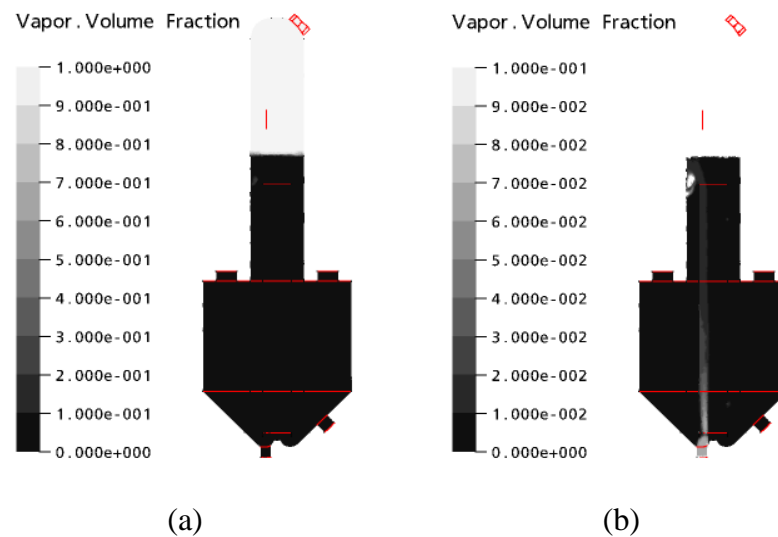 Vapor.Volume Fraction
1.000e+000
9.000e-001
8.000e-001
7.000e-001
6.000e-001
5.000e-001
4.000e-001
3.000e-001
2.000e-001
1.000e-001
0.000e+000
(a)
Vapor.Volume Fraction
1.000e-001
9.000e-002
8.000e-002
7.000e-002
6.000e-002
5.000e-002
4.000e-002
3.000e-002
2.000e-002
1.000e-002
0.000e+000
(b)